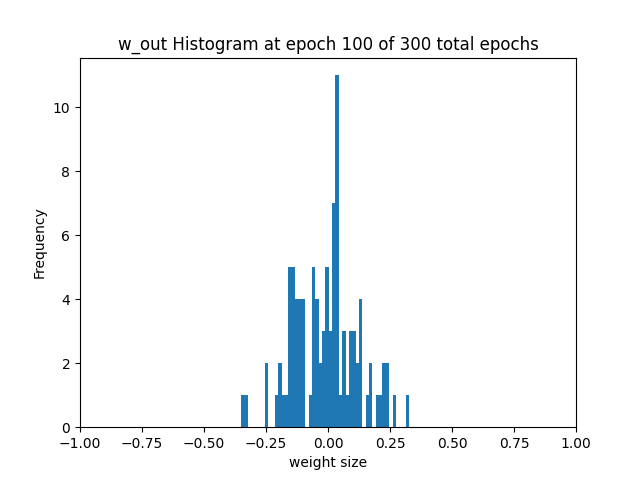 w_out Histogram at epoch 100 of 300 total epochs
Frequency
10
8
6
4
2
0
−1.00 −0.75 −0.50 −0.25 0.00 0.25 0.50 0.75 1.00
weight size